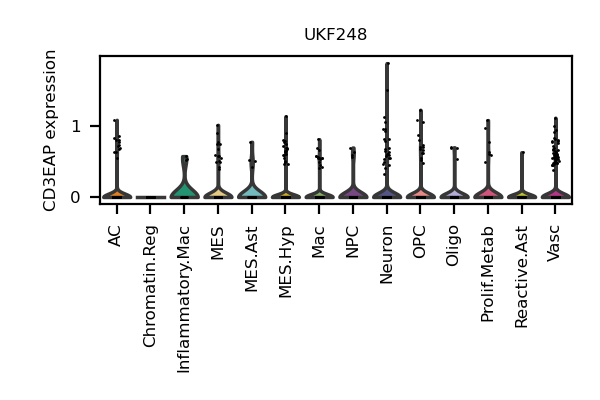 UKF248
CD3EAP expression
1
0
AC
Chromatin.Reg
Inflammatory.Mac
MES
MES.Ast
MES.Hyp
Mac
NPC
Neuron
OPC
Oligo
Prolif.Metab
Reactive.Ast
Vasc